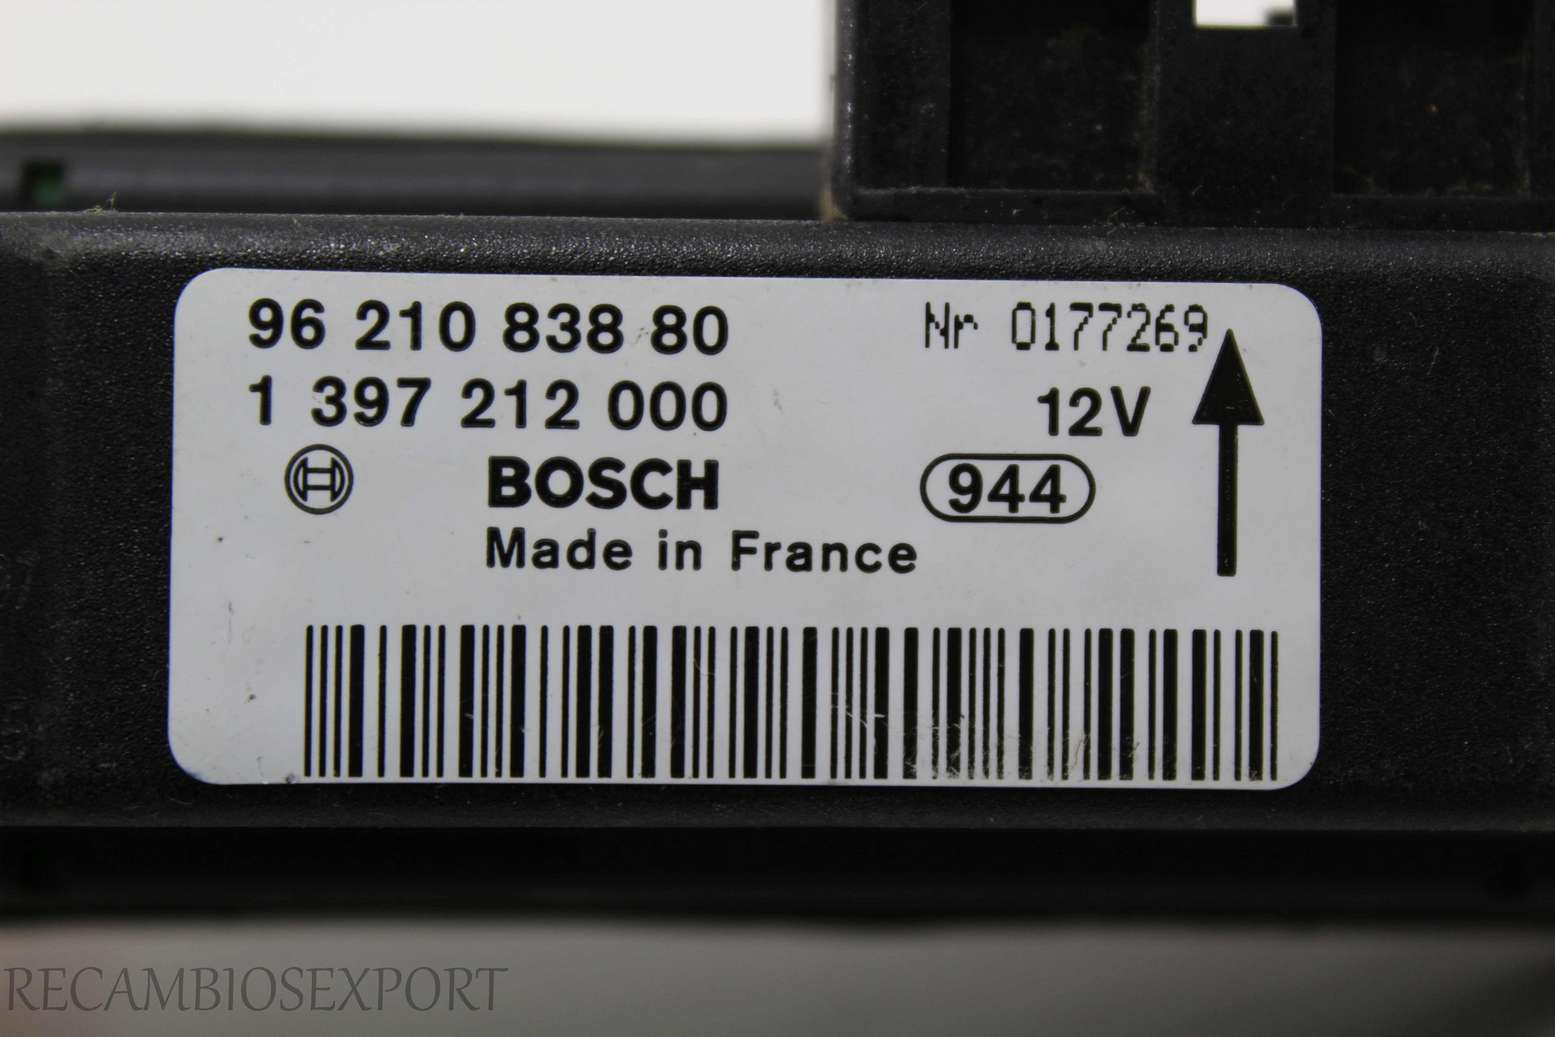 96 210 838 80 Nr 0177269
1 397 212 000 12V
BOSCH 944
Made in France
RECAMBIOSEXPORT